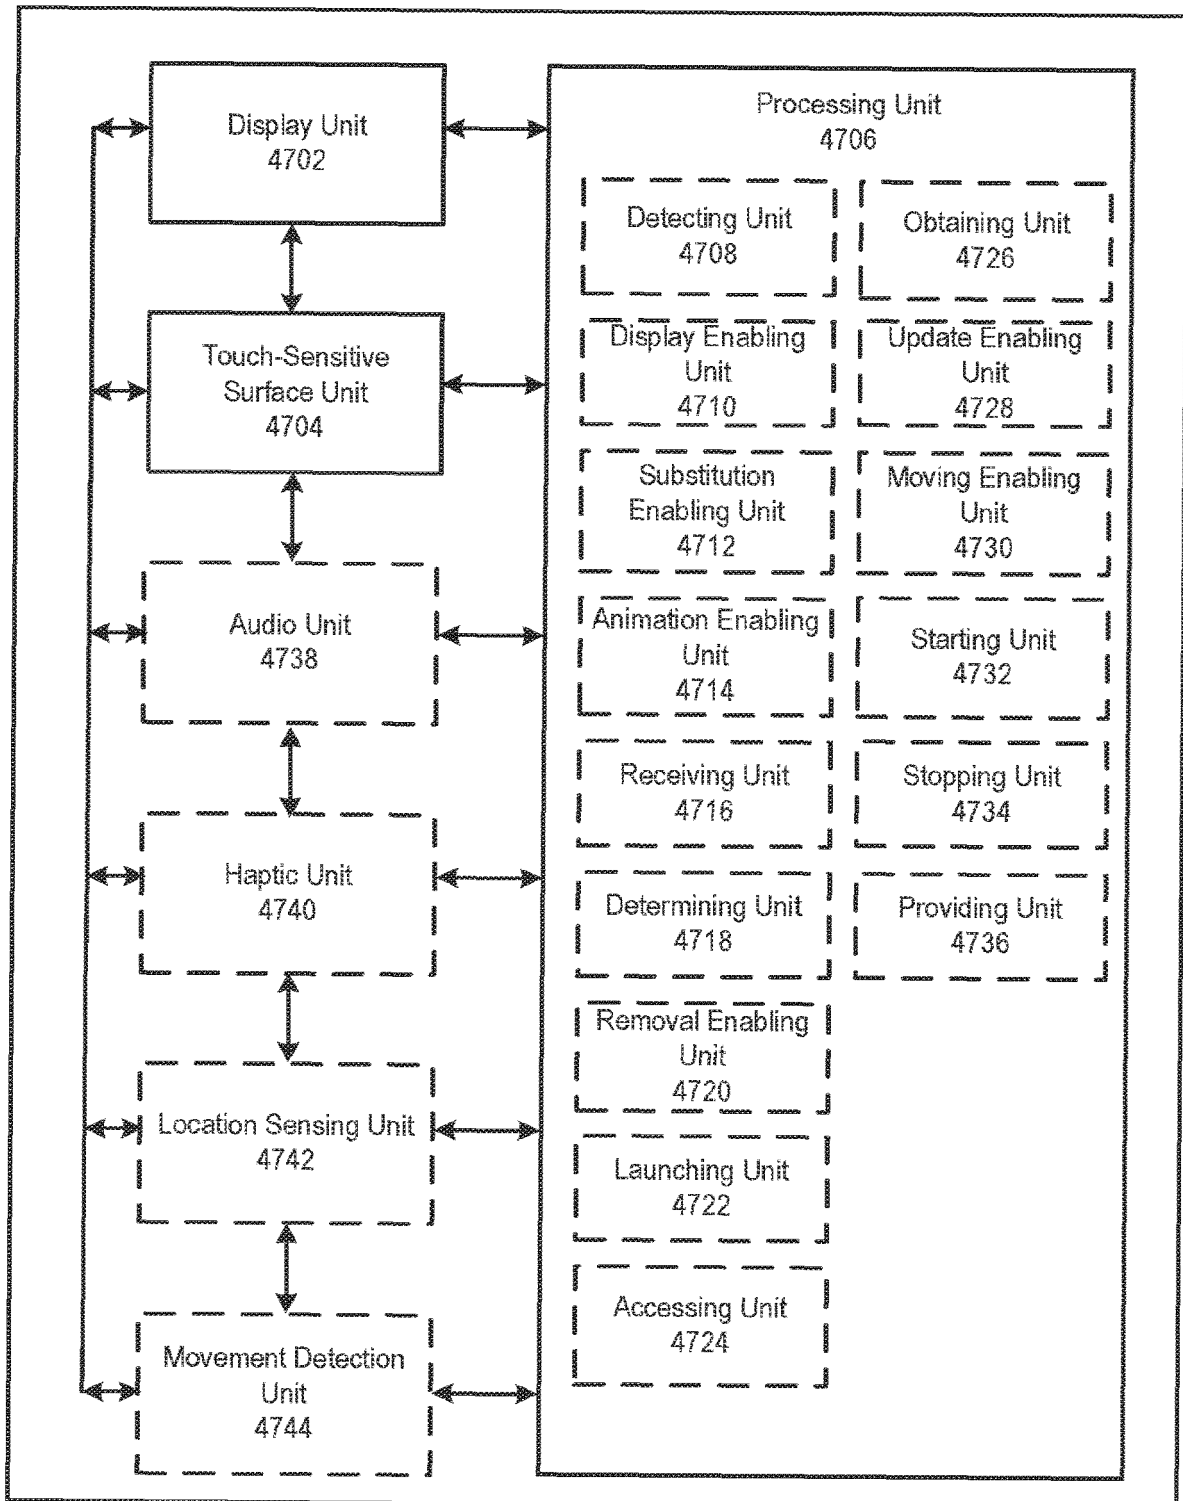 Display Unit
4702
Touch-Sensitive
Surface Unit
4704
Audio Unit
4738
Haptic Unit
4740
Location Sensing Unit
4742
Movement Detection
Unit
4744
Processing Unit
4706
Detecting Unit
4708
Display Enabling
Unit
4710
Substitution
Enabling Unit
4712
Animation Enabling
Unit
4714
Receiving Unit
4716
Determining Unit
4718
Removal Enabling
Unit
4720
Launching Unit
4722
Accessing Unit
4724
Obtaining Unit
4726
Update Enabling
Unit
4728
Moving Enabling
Unit
4730
Starting Unit
4732
Stopping Unit
4734
Providing Unit
4736